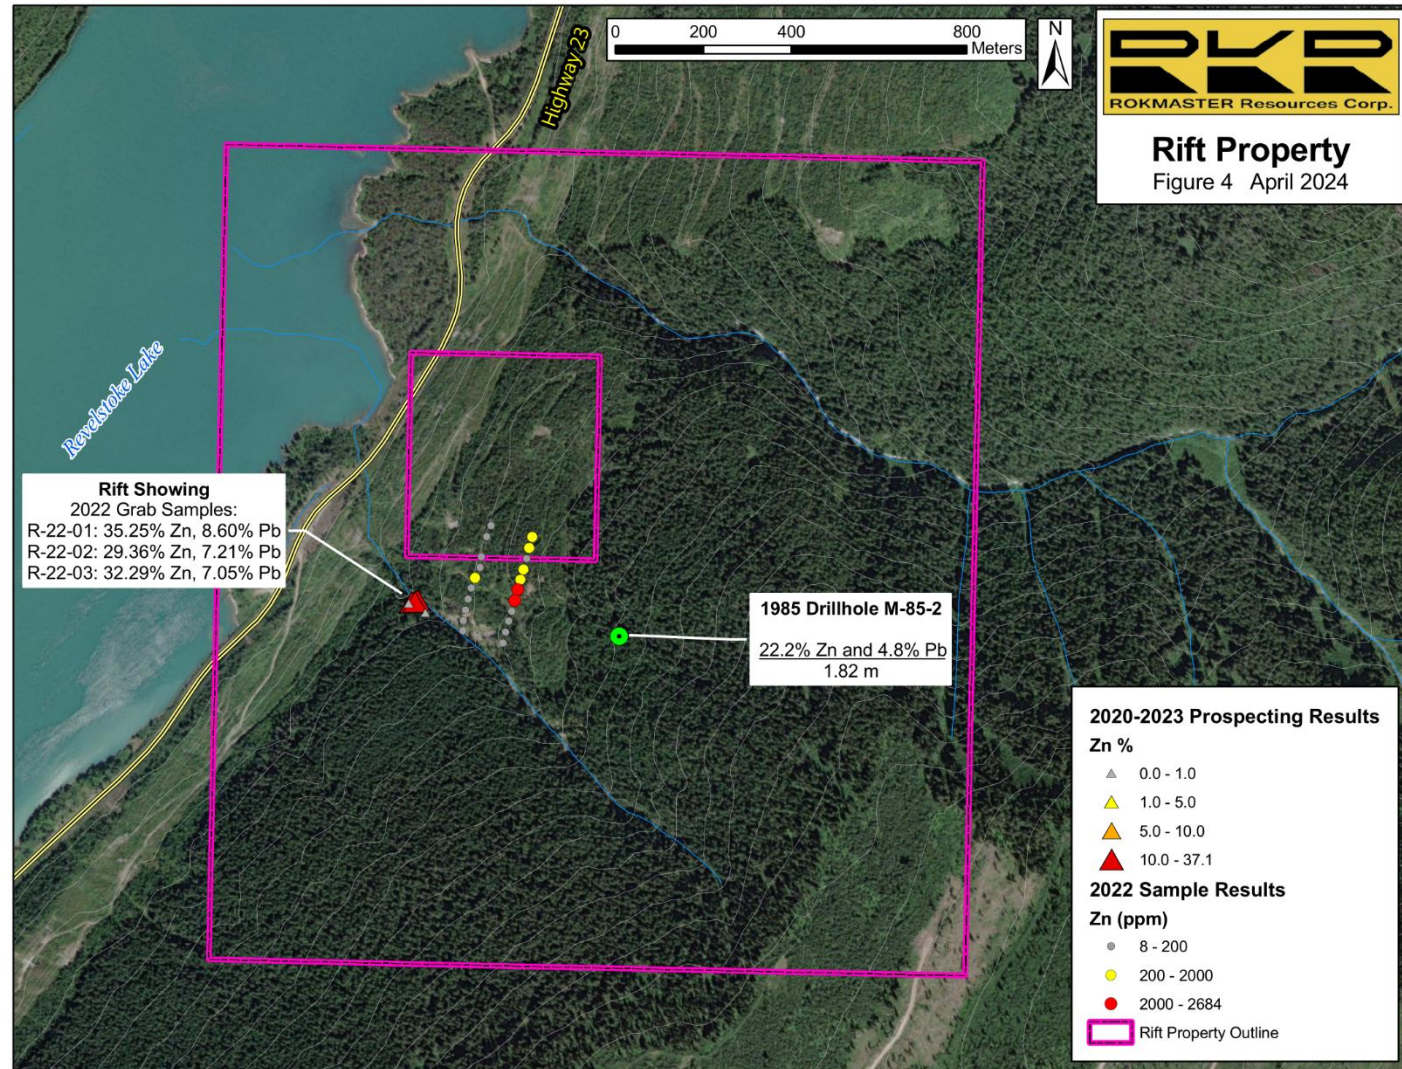 0 200 400 800
Meters
N
Highway 23
ROKMASTER Resources Corp.
Rift Property
Figure 4 April 2024
Revelstoke Lake
Rift Showing
2022 Grab Samples:
R-22-01: 35.25% Zn, 8.60% Pb
R-22-02: 29.36% Zn, 7.21% Pb
R-22-03: 32.29% Zn, 7.05% Pb
1985 Drillhole M-85-2
22.2% Zn and 4.8% Pb
1.82 m
2020-2023 Prospecting Results
Zn %
0.0 - 1.0
1.0 - 5.0
5.0 - 10.0
10.0 - 37.1
2022 Sample Results
Zn (ppm)
8 - 200
200 - 2000
2000 - 2684
Rift Property Outline